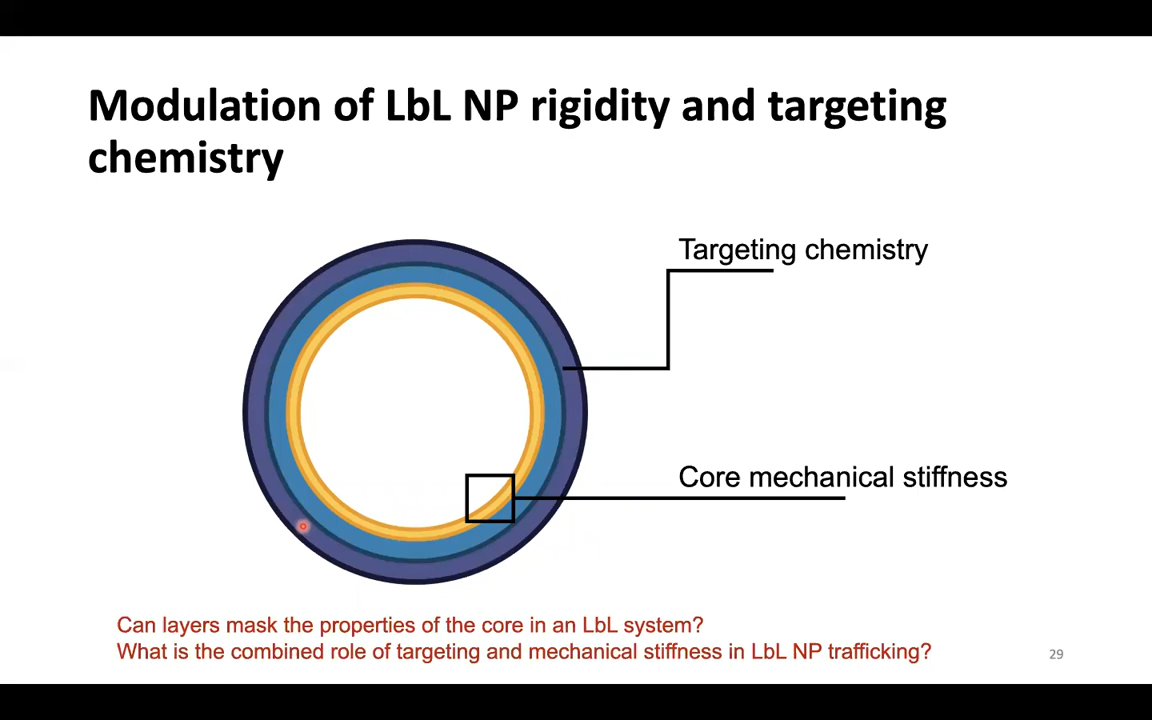 Modulation of LbL NP rigidity and targeting
chemistry
Targeting chemistry
Core mechanical stiffness
Can layers mask the properties of the core in an LbL system?
What is the combined role of targeting and mechanical stiffness in LbL NP trafficking?
29